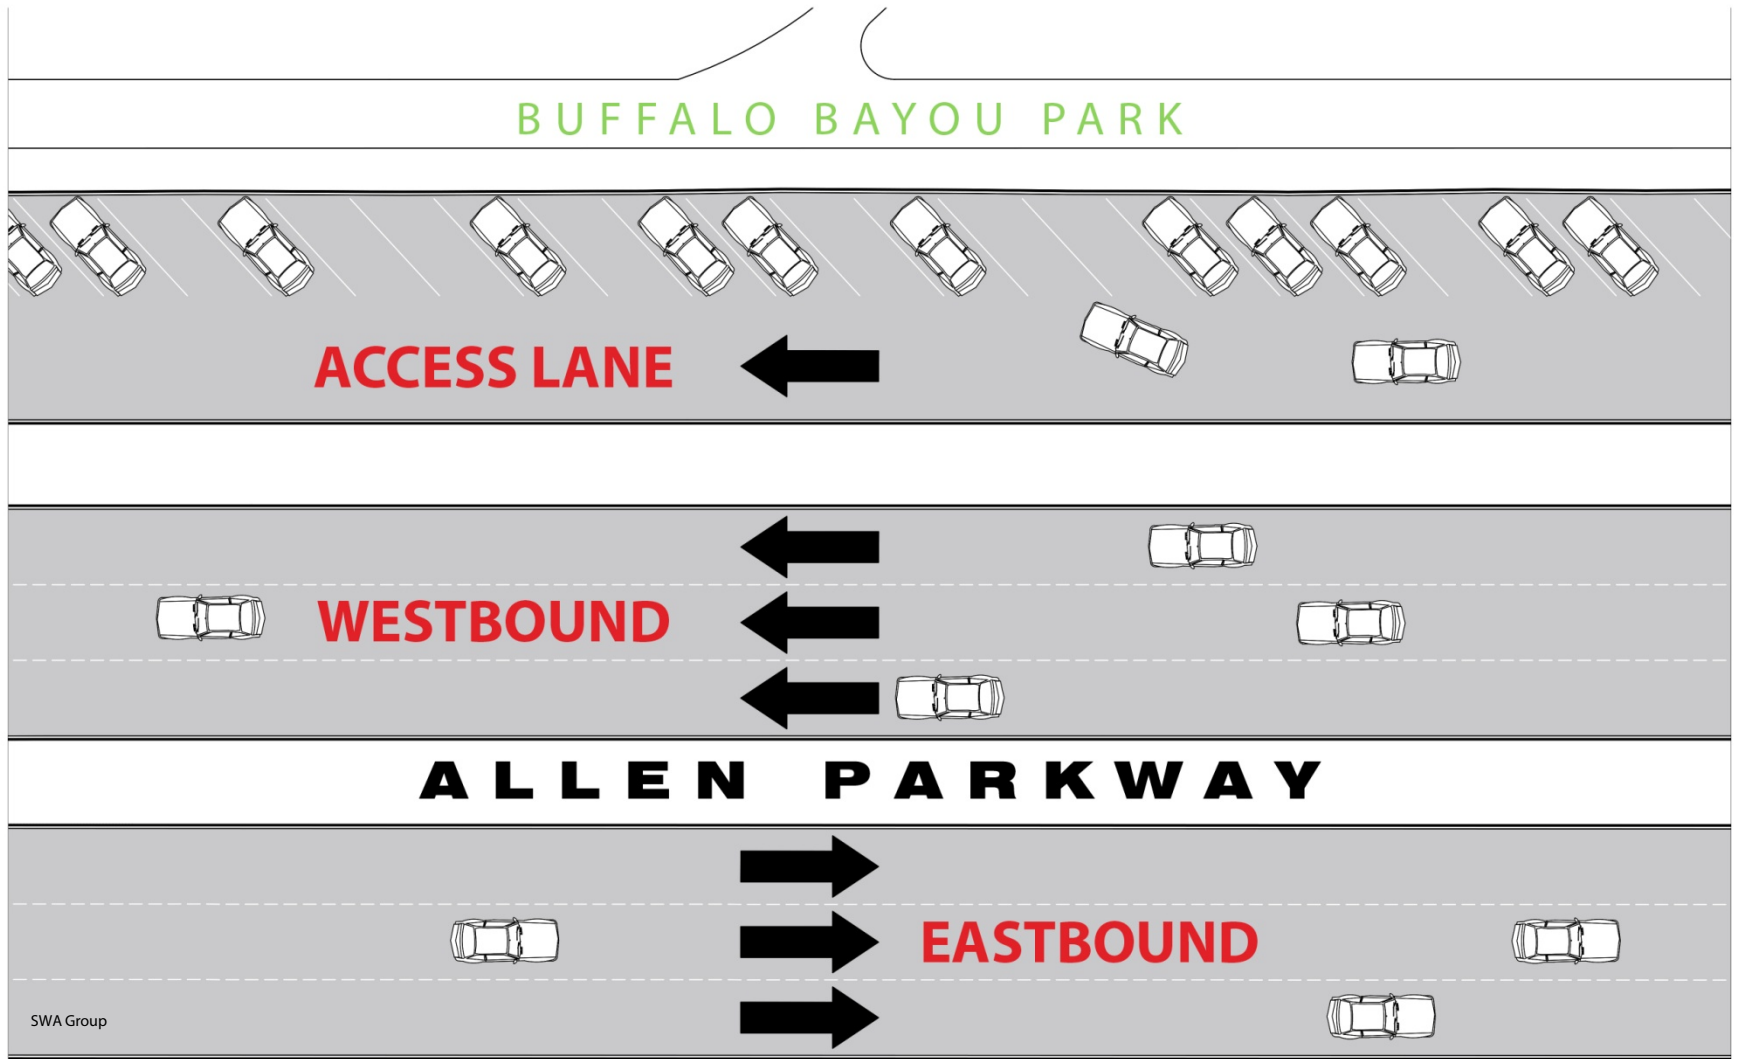 BUFFALO BAYOU PARK
ACCESS LANE
WESTBOUND
ALLEN PARKWAY
EASTBOUND
SWA Group